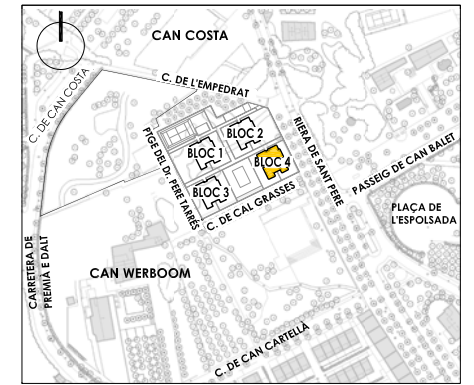 CAN COSTA
C. DE CAN COSTA
C. DE L'EMPEDRAT
PTGE DEL Dr. PERE TARRÉS
BLOC 1
BLOC 2
BLOC 3
BLOC 4
RIERA DE SANT PERE
PASSEIG DE CAN BALET
PLAÇA DE
L'ESPOLSADA
C. DE CAL GRASSES
CARRETERA DE
PREMIÀ E DALT
CAN WERBOOM
C. DE CAN CARTELLÀ